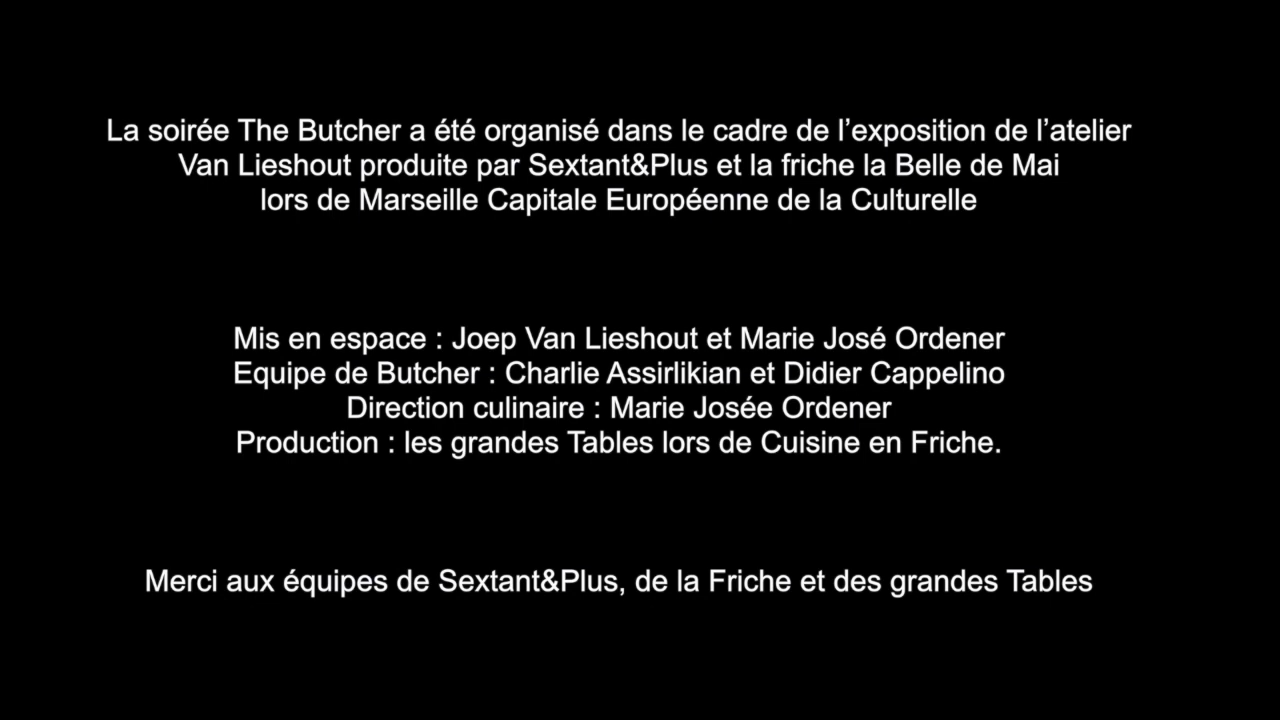 La soirée The Butcher a été organisé dans le cadre de l’exposition de l’atelier
Van Lieshout produite par Sextant&Plus et la friche la Belle de Mai
lors de Marseille Capitale Européenne de la Culturelle
Mis en espace : Joep Van Lieshout et Marie José Ordener
Equipe de Butcher : Charlie Assirlikian et Didier Cappelino
Direction culinaire : Marie Josée Ordener
Production : les grandes Tables lors de Cuisine en Friche.
Merci aux équipes de Sextant&Plus, de la Friche et des grandes Tables